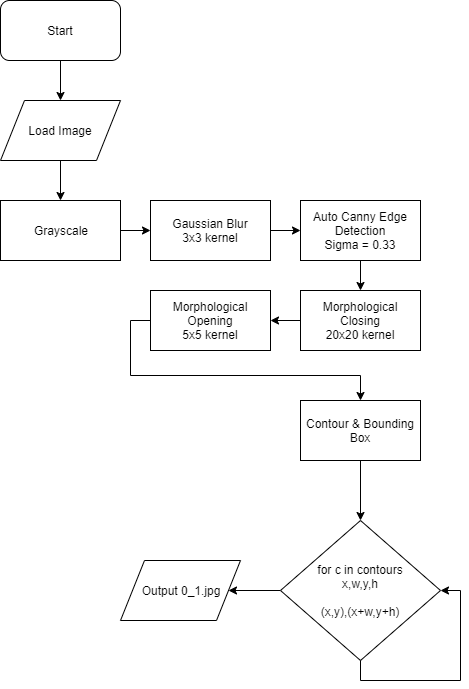 Start
Load Image
Grayscale
Gaussian Blur
3x3 kernel
Auto Canny Edge
Detection
Sigma = 0.33
Morphological
Opening
5x5 kernel
Morphological
Closing
20x20 kernel
Contour & Bounding
Box
for c in contours
x,w,y,h
(x,y),(x+w,y+h)
Output 0_1.jpg